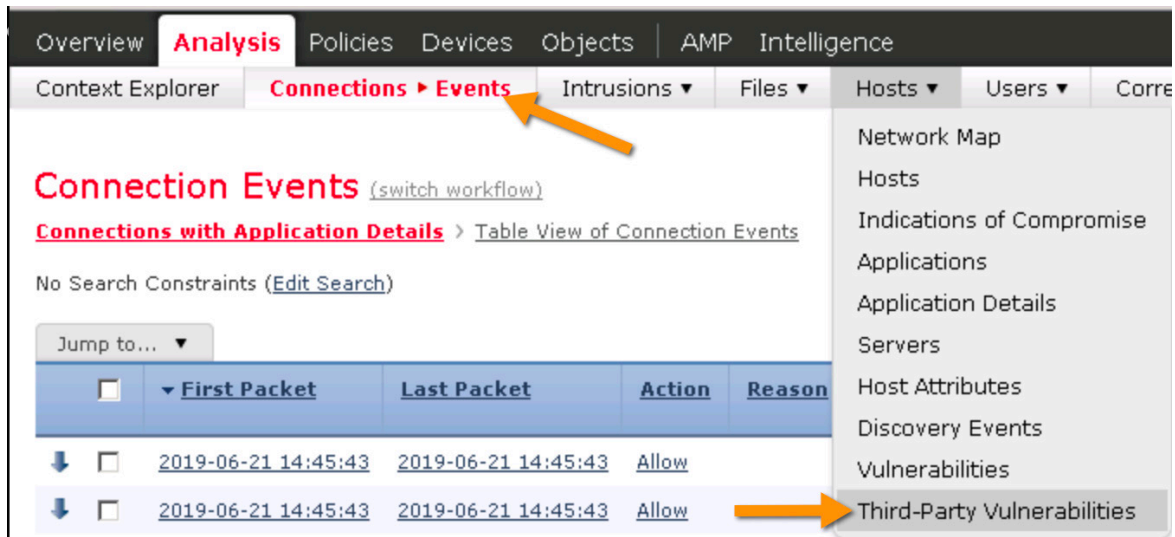 Overview Analysis Policies Devices Objects AMP Intelligence
Context Explorer Connections ▸ Events Intrusions ▼ Files ▼ Hosts ▼ Users ▼ Corre
Network Map
Hosts
Indications of Compromise
Applications
Application Details
Servers
Host Attributes
Discovery Events
Vulnerabilities
Third-Party Vulnerabilities
Connection Events (switch workflow)
Connections with Application Details > Table View of Connection Events
No Search Constraints (Edit Search)
Jump to... ▼
▼ First Packet Last Packet Action Reason
2019-06-21 14:45:43 2019-06-21 14:45:43 Allow
2019-06-21 14:45:43 2019-06-21 14:45:43 Allow